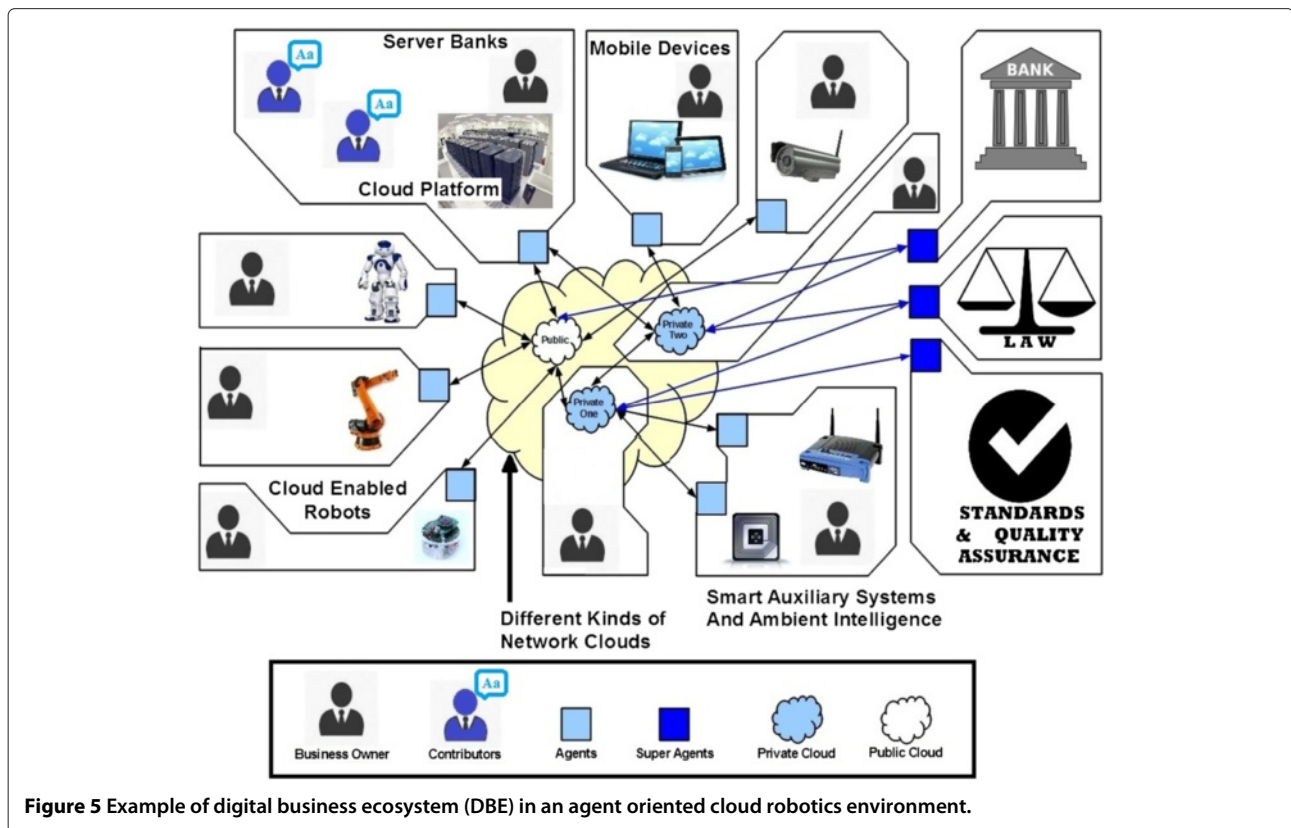 Server Banks
Aa
Aa
Cloud Platform
Mobile Devices
BANK
LAW
STANDARDS
& QUALITY
ASSURANCE
Public
Private
Two
Private
One
Cloud Enabled
Robots
Different Kinds of
Network Clouds
Smart Auxiliary Systems
And Ambient Intelligence
Aa
Business Owner
Contributors
Agents
Super Agents
Private Cloud
Public Cloud
Figure 5 Example of digital business ecosystem (DBE) in an agent oriented cloud robotics environment.